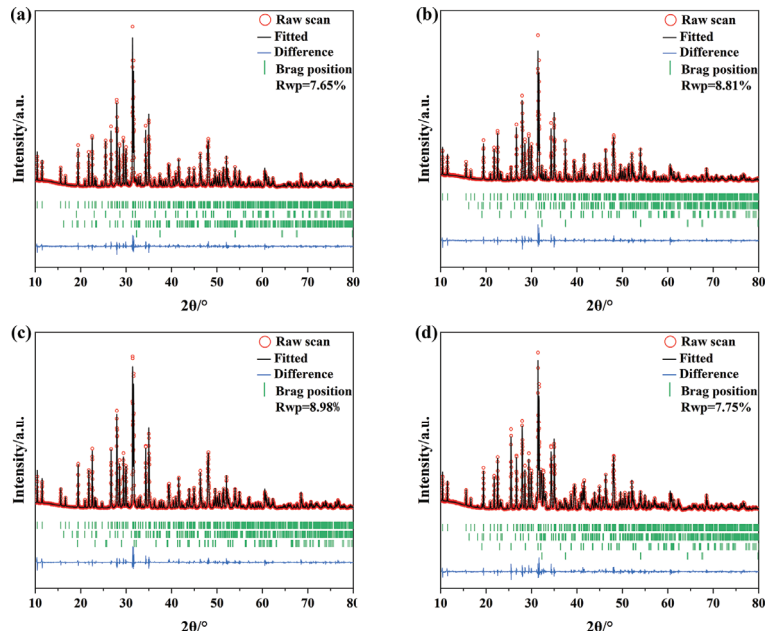 (a)
Raw scan
Fitted
Difference
Brag position
Rwp=7.65%
Intensity/a.u.
10 20 30 40 50 60 70 80
2θ/°
(b)
Raw scan
Fitted
Difference
Brag position
Rwp=8.81%
Intensity/a.u.
10 20 30 40 50 60 70 80
2θ/°
(c)
Raw scan
Fitted
Difference
Brag position
Rwp=8.98%
Intensity/a.u.
10 20 30 40 50 60 70 80
2θ/°
(d)
Raw scan
Fitted
Difference
Brag position
Rwp=7.75%
Intensity/a.u.
10 20 30 40 50 60 70 80
2θ/°